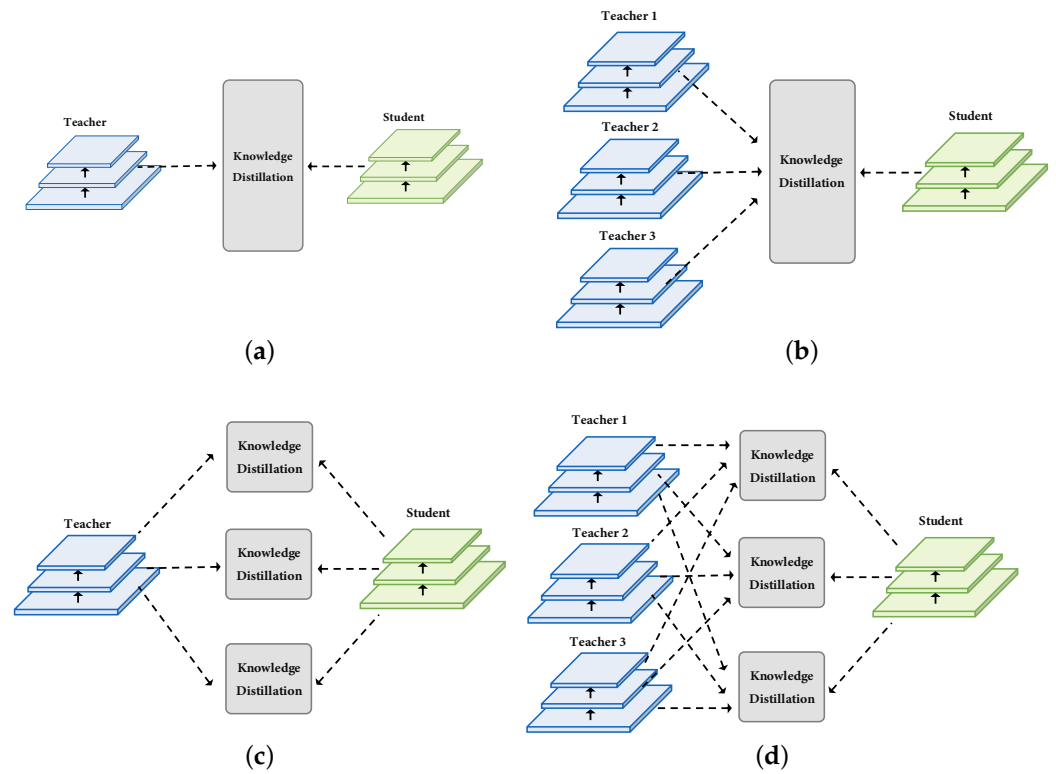 Teacher
Knowledge
Distillation
Student
(a)
Teacher 1
Teacher 2
Teacher 3
Knowledge
Distillation
Student
(b)
Teacher
Knowledge
Distillation
Knowledge
Distillation
Knowledge
Distillation
Student
(c)
Teacher 1
Teacher 2
Teacher 3
Knowledge
Distillation
Knowledge
Distillation
Knowledge
Distillation
Student
(d)